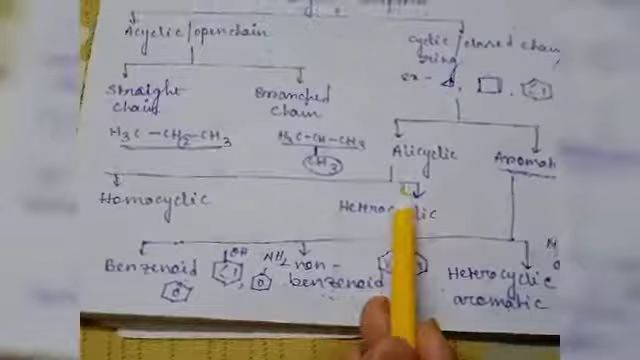 Acyclic/openchain
cyclic/closed chain
ring
ex-
Straight
chain
Branched
chain
H3C-CH2-CH3
H3C-CH-CH3
CH3
Alicyclic
Homocyclic
Benzenoid
OH
NH2
non-
benzenoid
Heterocyclic
aromatic